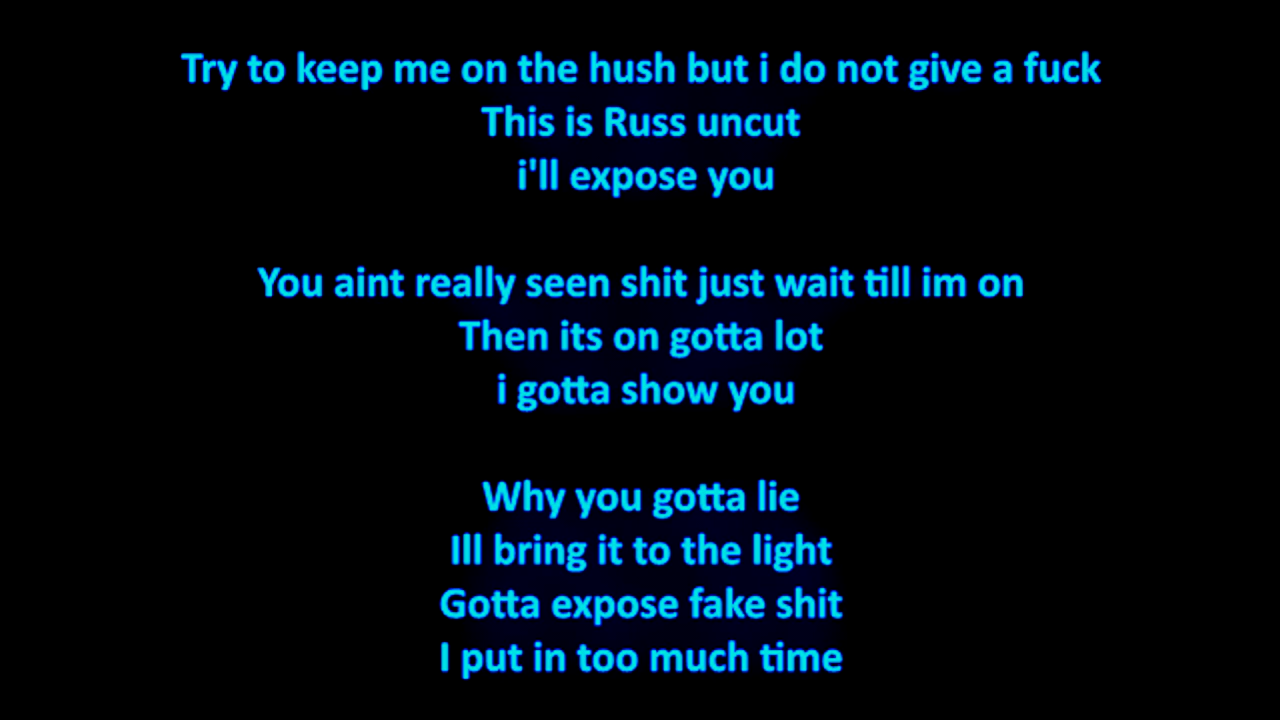 Try to keep me on the hush but i do not give a fuck
This is Russ uncut
i'll expose you
You aint really seen shit just wait till im on
Then its on gotta lot
i gotta show you
Why you gotta lie
Ill bring it to the light
Gotta expose fake shit
I put in too much time